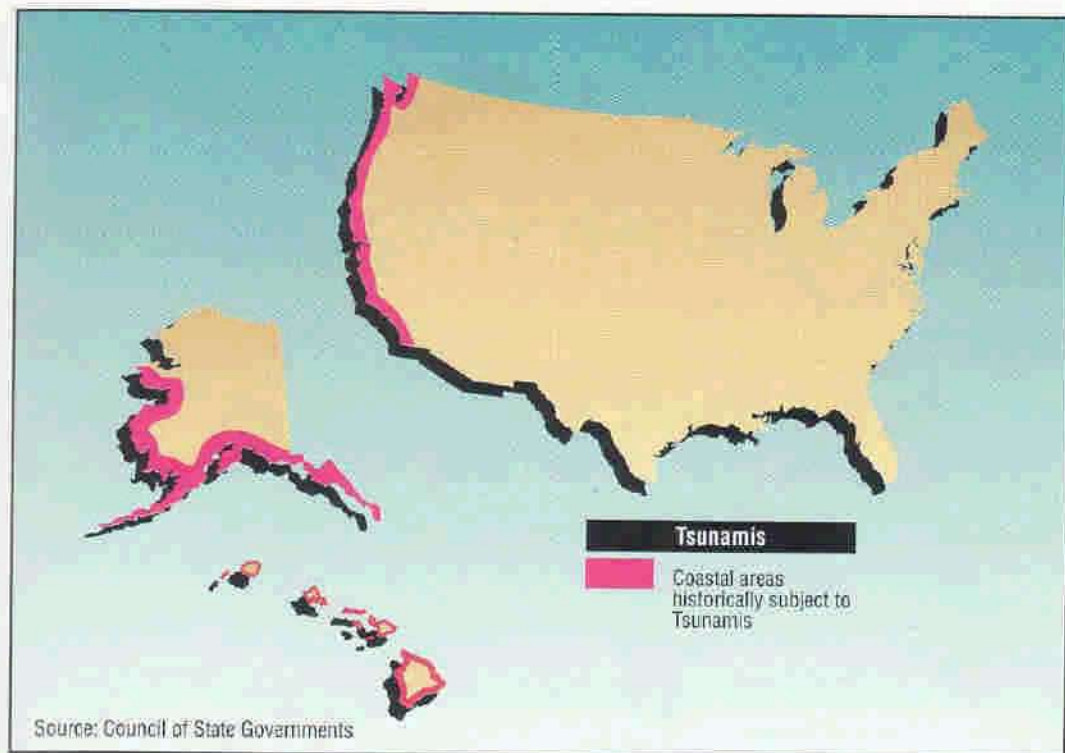 Tsunamis
Coastal areas
historically subject to
Tsunamis
Source: Council of State Governments